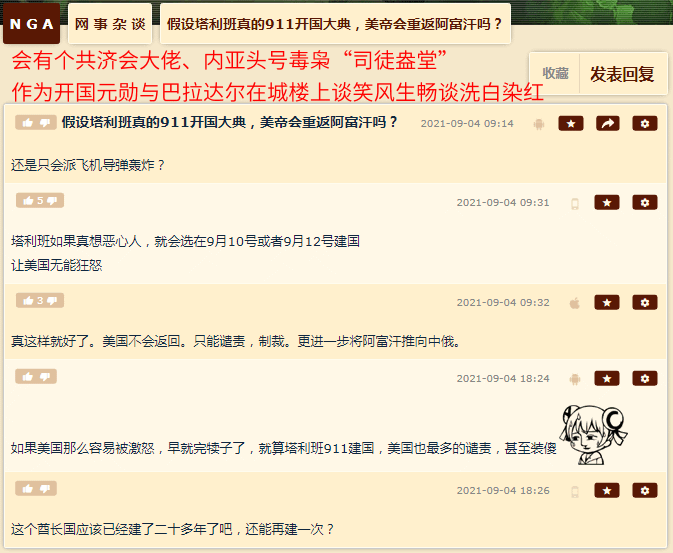 NGA 网事杂谈 假设塔利班真的911开国大典，美帝会重返阿富汗吗？
会有个共济会大佬、内亚头号毒枭“司徒盎堂”
作为开国元勋与巴拉达尔在城楼上谈笑风生畅谈洗白染红
收藏 发表回复
假设塔利班真的911开国大典，美帝会重返阿富汗吗？ 2021-09-04 09:14
还是只会派飞机导弹轰炸？
5 2021-09-04 09:31
塔利班如果真想恶心人，就会选在9月10号或者9月12号建国
让美国无能狂怒
3 2021-09-04 09:32
真这样就好了。美国不会返回。只能谴责，制裁。更进一步将阿富汗推向中俄。
2021-09-04 18:24
如果美国那么容易被激怒，早就完犊子了，就算塔利班911建国，美国也最多的谴责，甚至装傻
2021-09-04 18:26
这个酋长国应该已经建了二十多年了吧，还能再建一次？